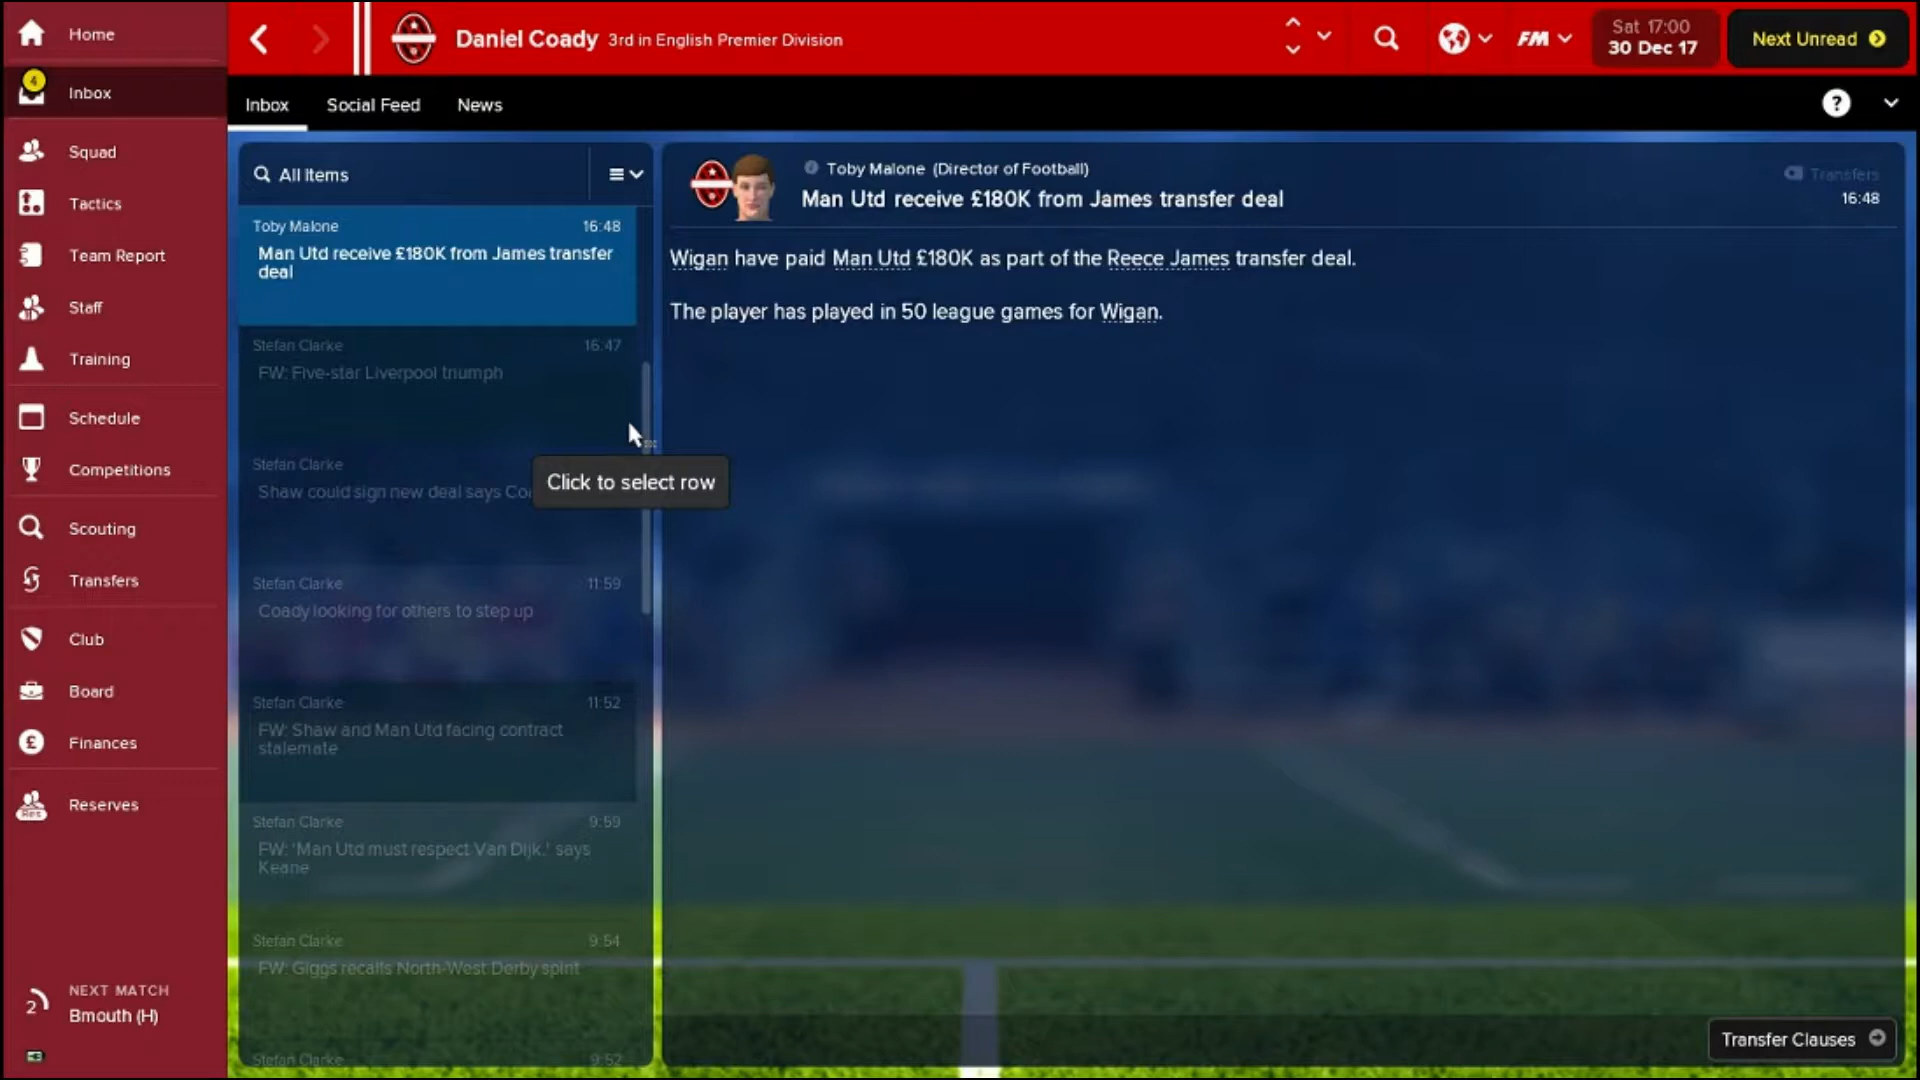 Home
Daniel Coady 3rd in English Premier Division
FM
Sat 17:00
30 Dec 17
Next Unread
4
Inbox
Inbox Social Feed News
?
Squad
Tactics
Team Report
Staff
Training
Schedule
Competitions
Scouting
Transfers
Club
Board
£ Finances
Res Reserves
2 NEXT MATCH
Bmouth (H)
All Items
Toby Malone 16:48
Man Utd receive £180K from James transfer
deal
Stefan Clarke 16:47
FW: Five-star Liverpool triumph
Stefan Clarke
Shaw could sign new deal says
Click to select row
Stefan Clarke 11:59
Coady looking for others to step up
Stefan Clarke 11:52
FW: Shaw and Man Utd facing contract
stalemate
Stefan Clarke 9:59
FW: 'Man Utd must respect Van Dijk,' says
Keane
Stefan Clarke 9:54
FW: Giggs recalls North-West Derby spirit
Stefan Clarke 9:52
Toby Malone (Director of Football)
Man Utd receive £180K from James transfer deal
Transfers
16:48
Wigan have paid Man Utd £180K as part of the Reece James transfer deal.
The player has played in 50 league games for Wigan.
Transfer Clauses